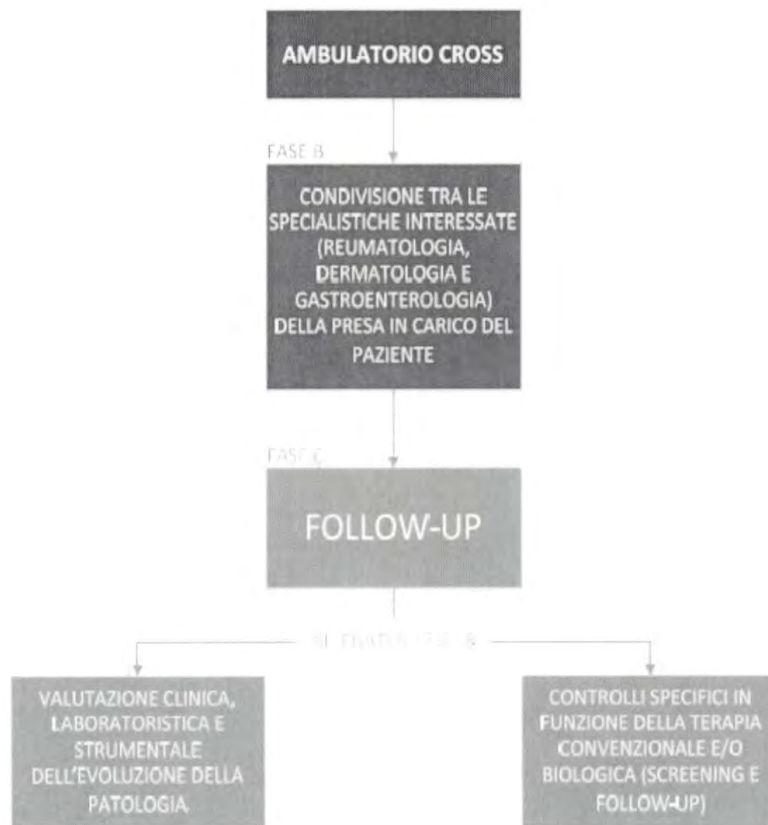 AMBULATORIO CROSS
FASE B
CONDIVISIONE TRA LE
SPECIALISTICHE INTERESSATE
(REUMATOLOGIA,
DERMATOLOGIA E
GASTROENTEROLOGIA)
DELLA PRESA IN CARICO DEL
PAZIENTE
FASE C
FOLLOW-UP
VALUTAZIONE CLINICA,
LABORATORISTICA E
STRUMENTALE
DELL'EVOLUZIONE DELLA
PATOLOGIA
CONTROLLI SPECIFICI IN
FUNZIONE DELLA TERAPIA
CONVENZIONALE E/O
BIOLOGICA (SCREENING E
FOLLOW-UP)